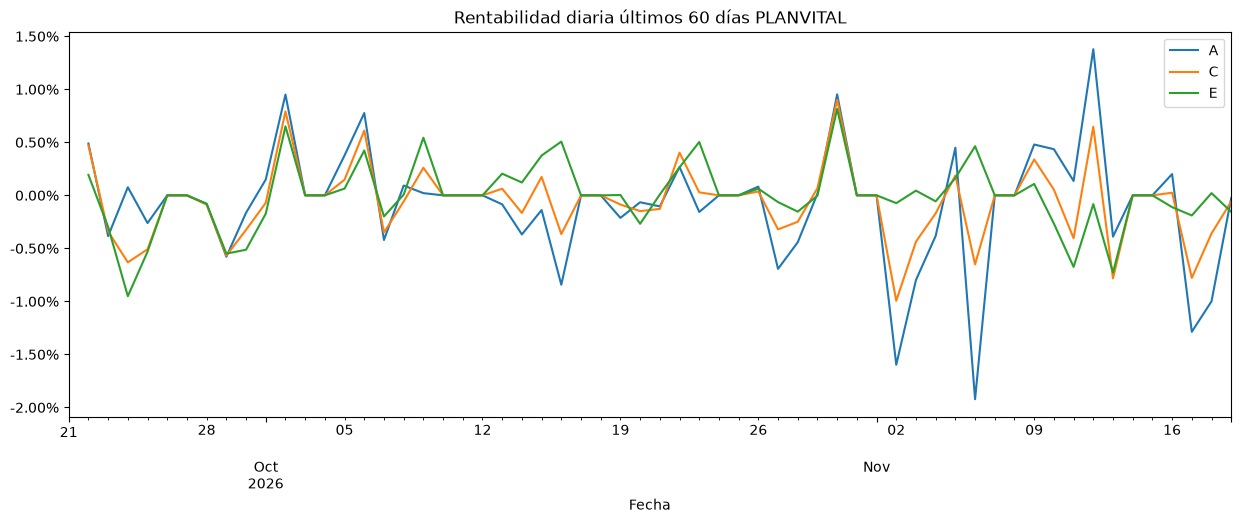 Rentabilidad diaria últimos 60 días PLANVITAL
1.50%
1.00%
0.50%
0.00%
-0.50%
-1.00%
-1.50%
-2.00%
A
C
E
21 28 05 12 19 26 02 09 16
Oct Nov
2026
Fecha